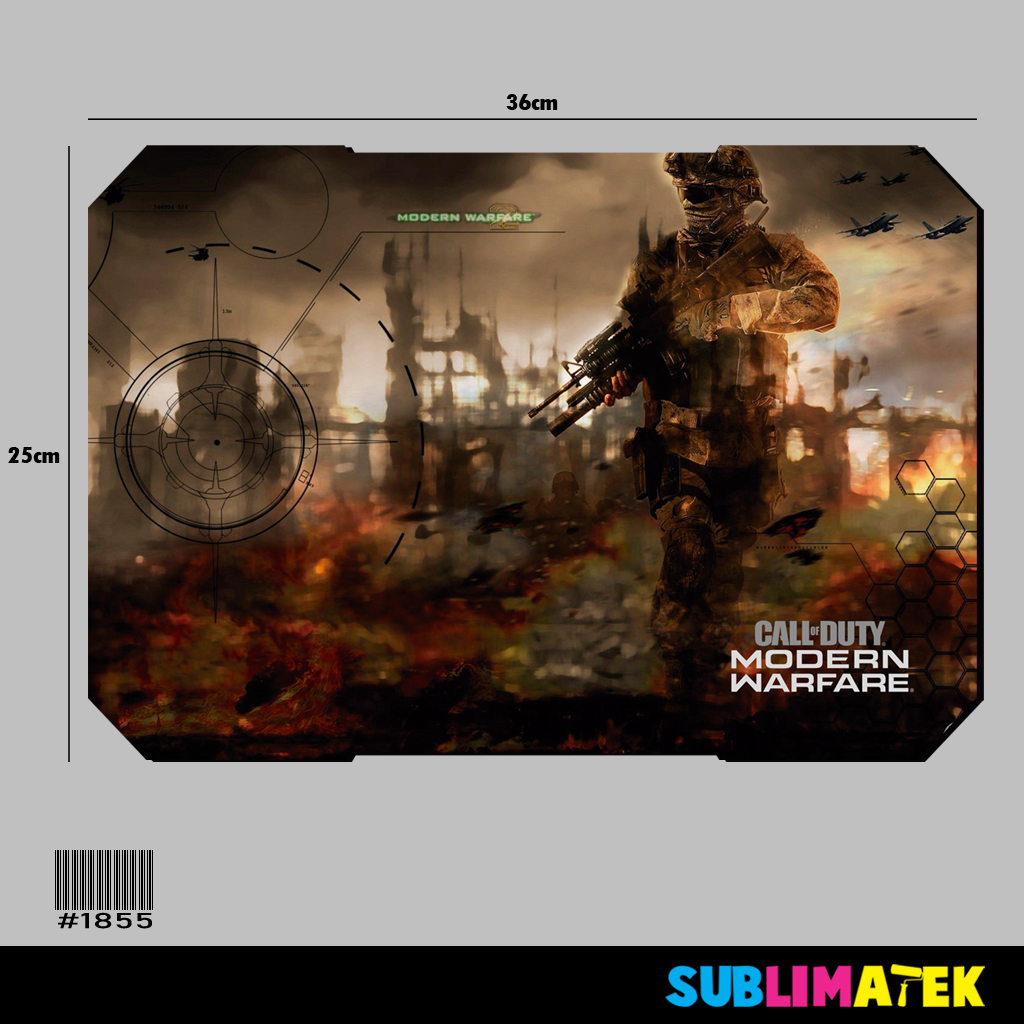 36cm
MODERN WARFARE
2
25cm
CALL OF DUTY
MODERN
WARFARE®
#1855
SUBLIMATEK